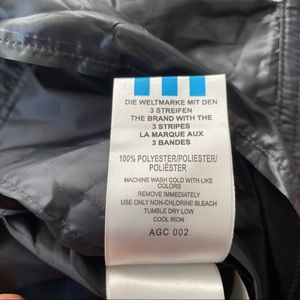 DIE WELTMARKE MIT DEN
3 STREIFEN
THE BRAND WITH THE
3 STRIPES
LA MARQUE AUX
3 BANDES
100% POLYESTER/POLIESTER/
POLIÉSTER
MACHINE WASH COLD WITH LIKE
COLORS
REMOVE IMMEDIATELY
USE ONLY NON-CHLORINE BLEACH
TUMBLE DRY LOW
COOL IRON
AGC 002